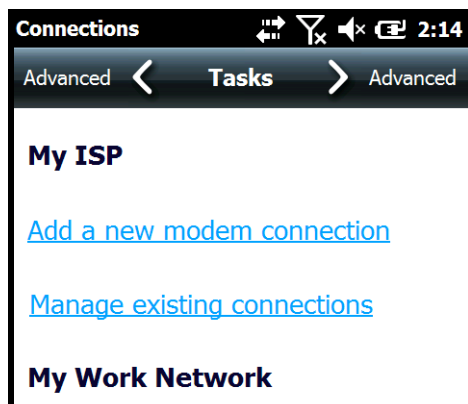 Connections 2:14
Advanced Tasks Advanced
My ISP
Add a new modem connection
Manage existing connections
My Work Network